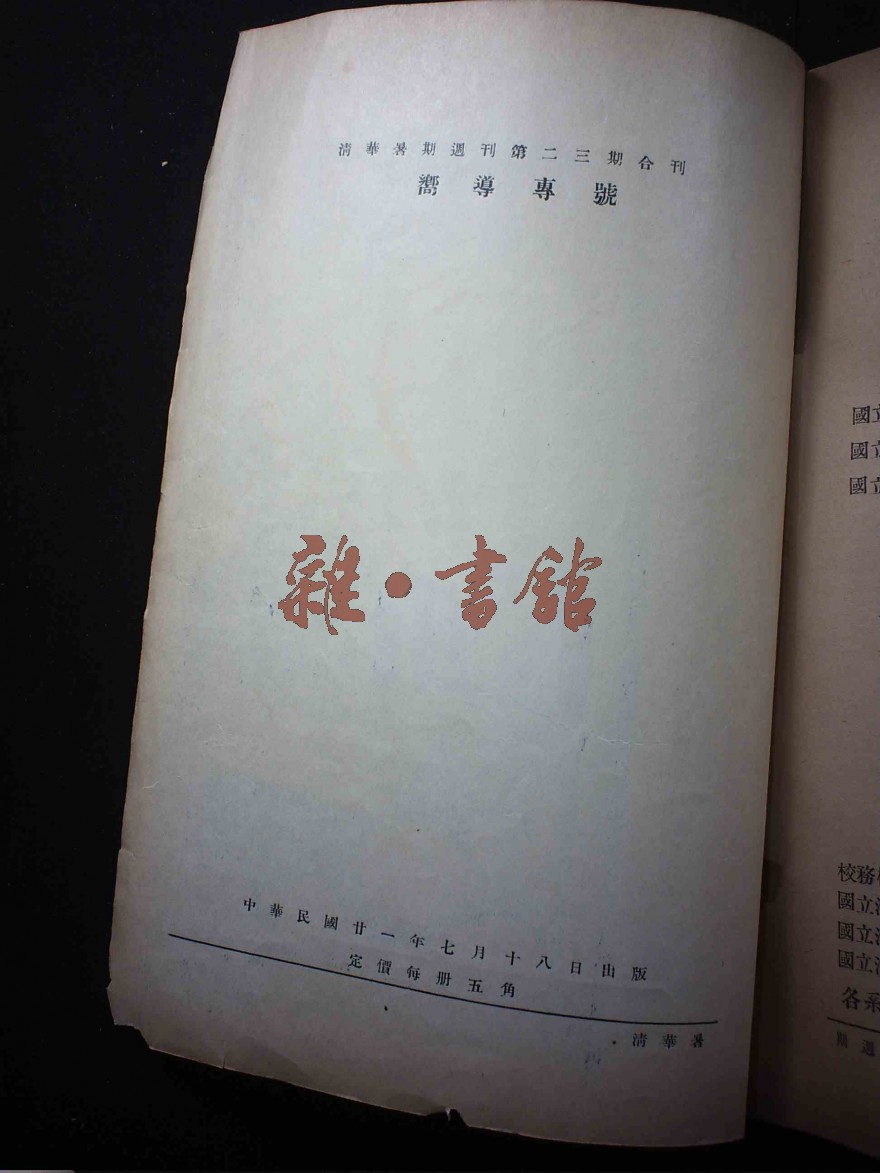 清華暑期週刊第二三期合刊
嚮導專號
雜·書館
中華民國廿一年七月十八日出版
定價每册五角
清華暑
國立
國立
國立
校務
國立
國立
國立
各系
期週